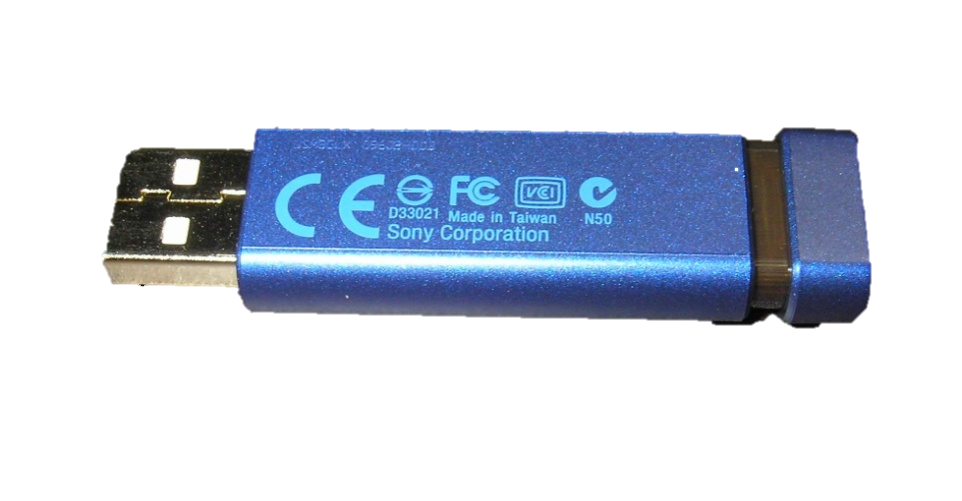 CE FC VCI
D33021 Made in Taiwan N50
Sony Corporation